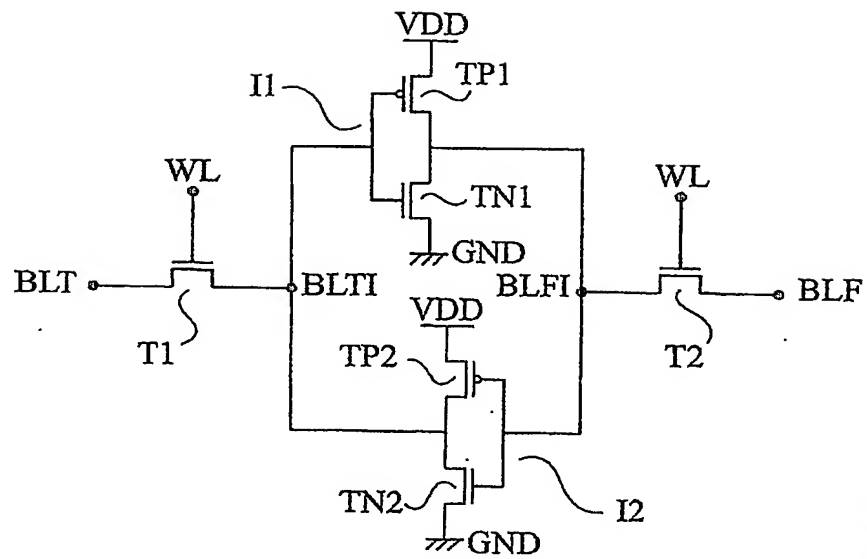 VDD
TP1
I1
WL
WL
TN1
GND
BLT
BLTI
BLFI
BLF
T1
VDD
T2
TP2
TN2
I2
GND